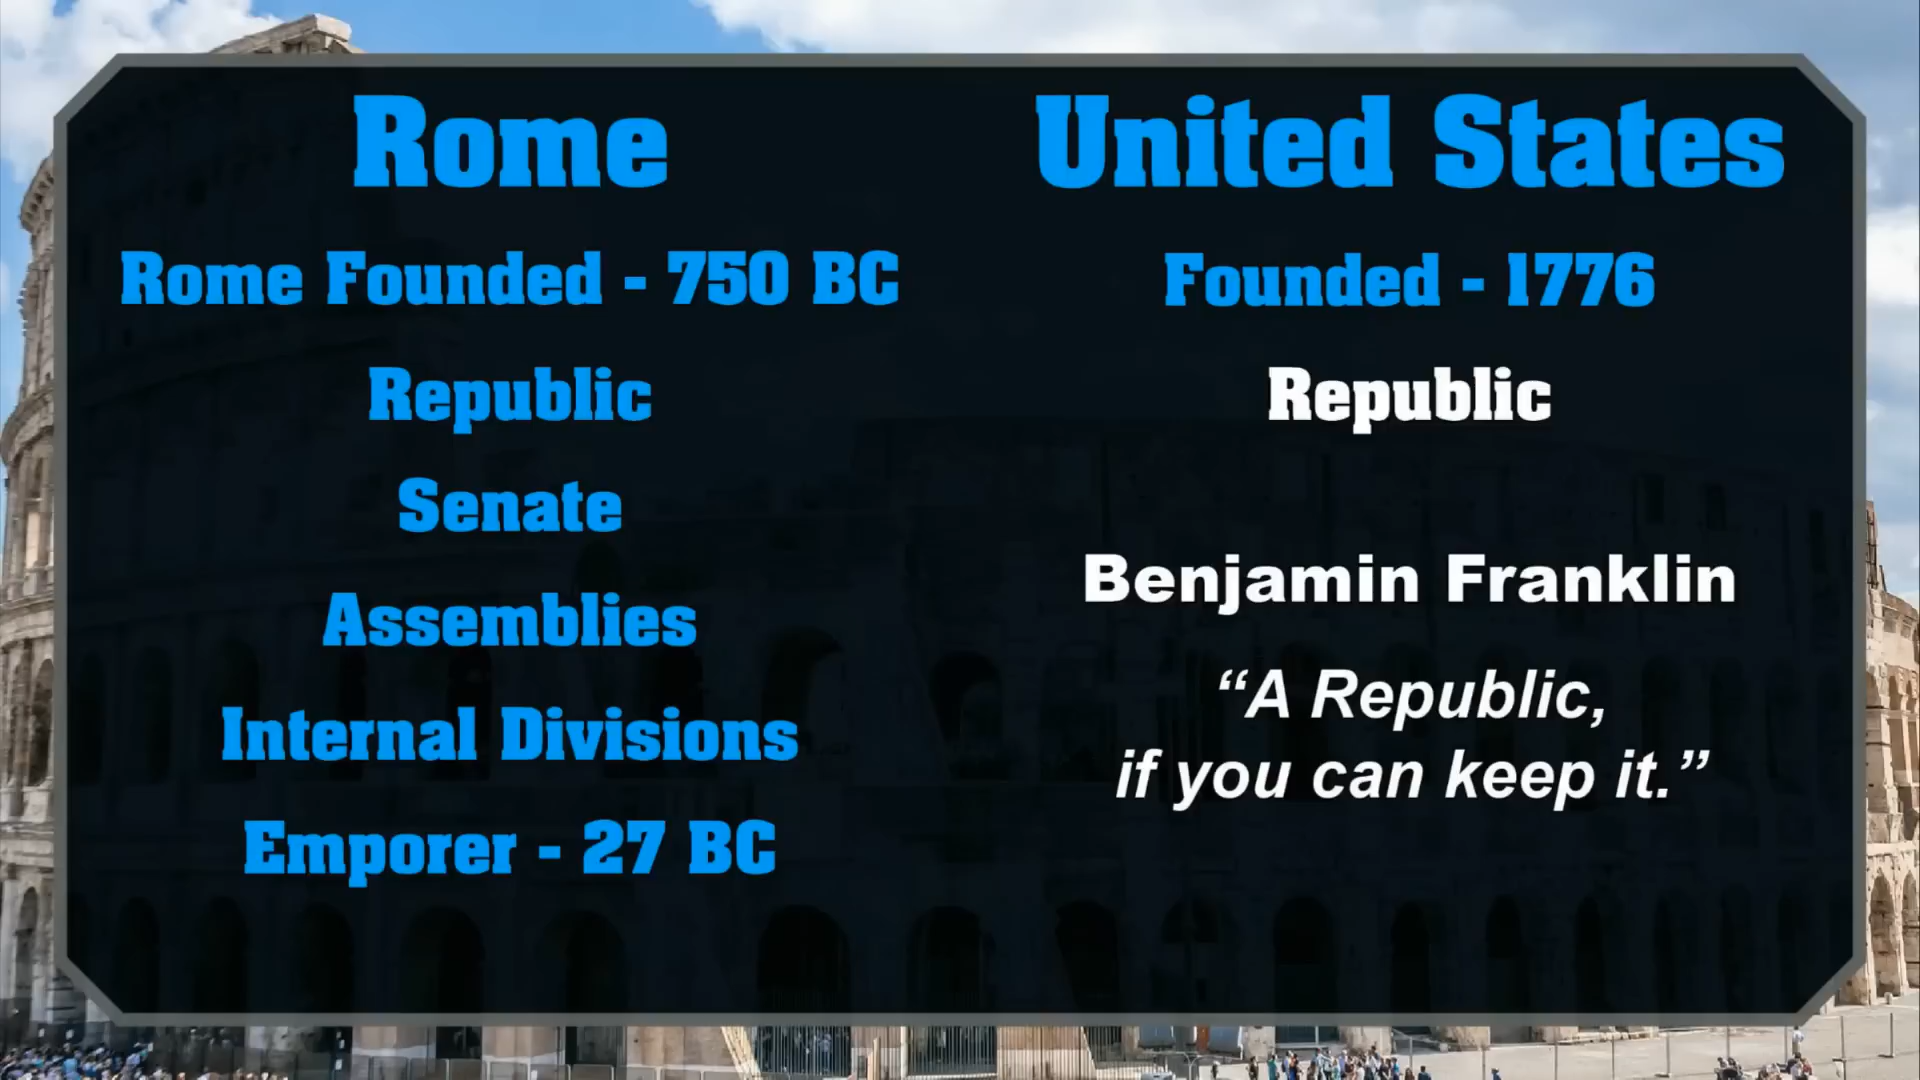 Rome
Rome Founded - 750 BC
Republic
Senate
Assemblies
Internal Divisions
Emporer - 27 BC
United States
Founded - 1776
Republic
Benjamin Franklin
“A Republic,
if you can keep it.”